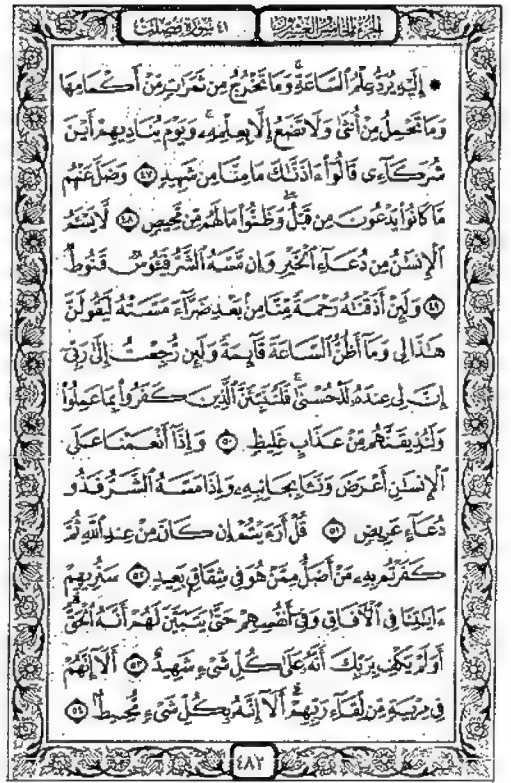 الجزء الخامس والعشرون ٤١ سورة فصلت
۞ إِلَيْهِ يُرَدُّ عِلْمُ ٱلسَّاعَةِ ۚ وَمَا تَخْرُجُ مِن ثَمَرَٰتٍ مِّنْ أَكْمَامِهَا
وَمَا تَحْمِلُ مِنْ أُنثَىٰ وَلَا تَضَعُ إِلَّا بِعِلْمِهِۦ ۚ وَيَوْمَ يُنَادِيهِمْ أَيْنَ
شُرَكَآءِى قَالُوٓا۟ ءَاذَنَّٰكَ مَا مِنَّا مِن شَهِيدٍ ٤٧ وَضَلَّ عَنْهُم
مَّا كَانُوا۟ يَدْعُونَ مِن قَبْلُ ۖ وَظَنُّوا۟ مَا لَهُم مِّن مَّحِيصٍ ٤٨ لَّا يَسْـَٔمُ
ٱلْإِنسَٰنُ مِن دُعَآءِ ٱلْخَيْرِ وَإِن مَّسَّهُ ٱلشَّرُّ فَيَـُٔوسٌ قَنُوطٌ
٤٩ وَلَئِنْ أَذَقْنَٰهُ رَحْمَةً مِّنَّا مِنۢ بَعْدِ ضَرَّآءَ مَسَّتْهُ لَيَقُولَنَّ
هَٰذَا لِى وَمَآ أَظُنُّ ٱلسَّاعَةَ قَآئِمَةً وَلَئِن رُّجِعْتُ إِلَىٰ رَبِّىٓ
إِنَّ لِى عِندَهُۥ لَلْحُسْنَىٰ ۚ فَلَنُنَبِّئَنَّ ٱلَّذِينَ كَفَرُوا۟ بِمَا عَمِلُوا۟
وَلَنُذِيقَنَّهُم مِّنْ عَذَابٍ غَلِيظٍ ٥٠ وَإِذَآ أَنْعَمْنَا عَلَى
ٱلْإِنسَٰنِ أَعْرَضَ وَنَـَٔا بِجَانِبِهِۦ وَإِذَا مَسَّهُ ٱلشَّرُّ فَذُو
دُعَآءٍ عَرِيضٍ ٥١ قُلْ أَرَءَيْتُمْ إِن كَانَ مِنْ عِندِ ٱللَّهِ ثُمَّ
كَفَرْتُم بِهِۦ مَنْ أَضَلُّ مِمَّنْ هُوَ فِى شِقَاقٍۭ بَعِيدٍ ٥٢ سَنُرِيهِمْ
ءَايَٰتِنَا فِى ٱلْءَافَاقِ وَفِىٓ أَنفُسِهِمْ حَتَّىٰ يَتَبَيَّنَ لَهُمْ أَنَّهُ ٱلْحَقُّ
أَوَلَمْ يَكْفِ بِرَبِّكَ أَنَّهُۥ عَلَىٰ كُلِّ شَىْءٍ شَهِيدٌ ٥٣ أَلَآ إِنَّهُمْ
فِى مِرْيَةٍ مِّن لِّقَآءِ رَبِّهِمْ ۗ أَلَآ إِنَّهُۥ بِكُلِّ شَىْءٍ مُّحِيطٌۢ ٥٤
٤٨٢